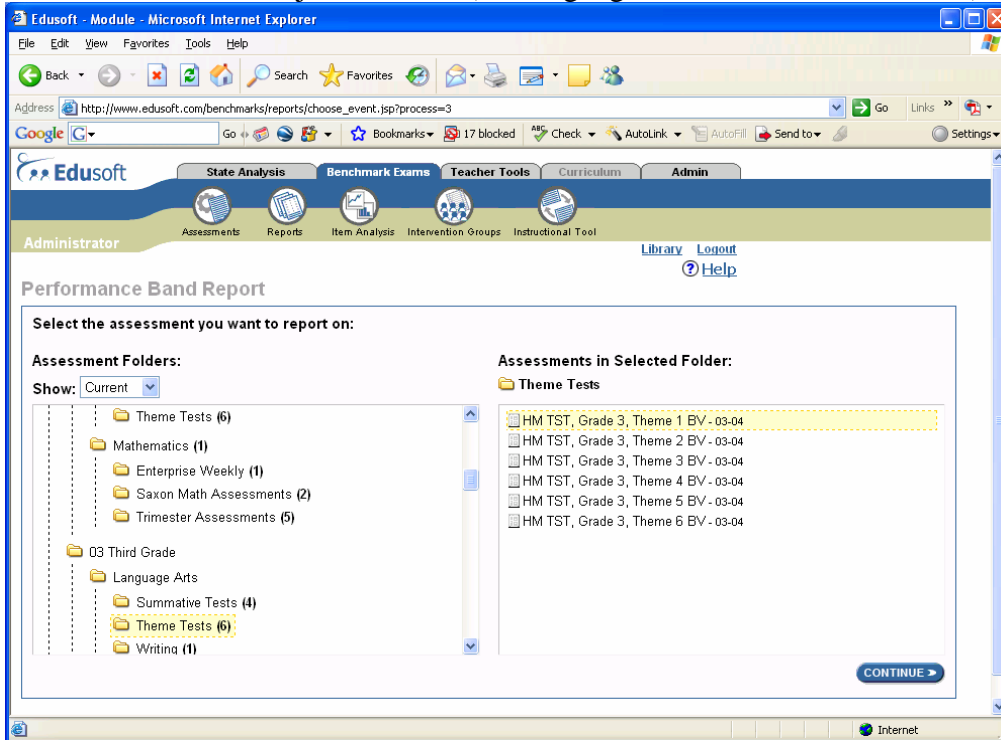 Edusoft - Module - Microsoft Internet Explorer
File Edit View Favorites Tools Help
Back Search Favorites
Address http://www.edusoft.com/benchmarks/reports/choose_event.jsp?process=3 Go Links »
Google G Go Bookmarks 17 blocked ABC Check AutoLink AutoFill Send to Settings
Edusoft State Analysis Benchmark Exams Teacher Tools Curriculum Admin
Assessments Reports Item Analysis Intervention Groups Instructional Tool
Administrator
Library Logout
? Help
Performance Band Report
Select the assessment you want to report on:
Assessment Folders:
Show: Current
Theme Tests (6)
Mathematics (1)
Enterprise Weekly (1)
Saxon Math Assessments (2)
Trimester Assessments (5)
03 Third Grade
Language Arts
Summative Tests (4)
Theme Tests (6)
Writing (1)
Assessments in Selected Folder:
Theme Tests
HM TST, Grade 3, Theme 1 BV - 03-04
HM TST, Grade 3, Theme 2 BV - 03-04
HM TST, Grade 3, Theme 3 BV - 03-04
HM TST, Grade 3, Theme 4 BV - 03-04
HM TST, Grade 3, Theme 5 BV - 03-04
HM TST, Grade 3, Theme 6 BV - 03-04
CONTINUE
Internet